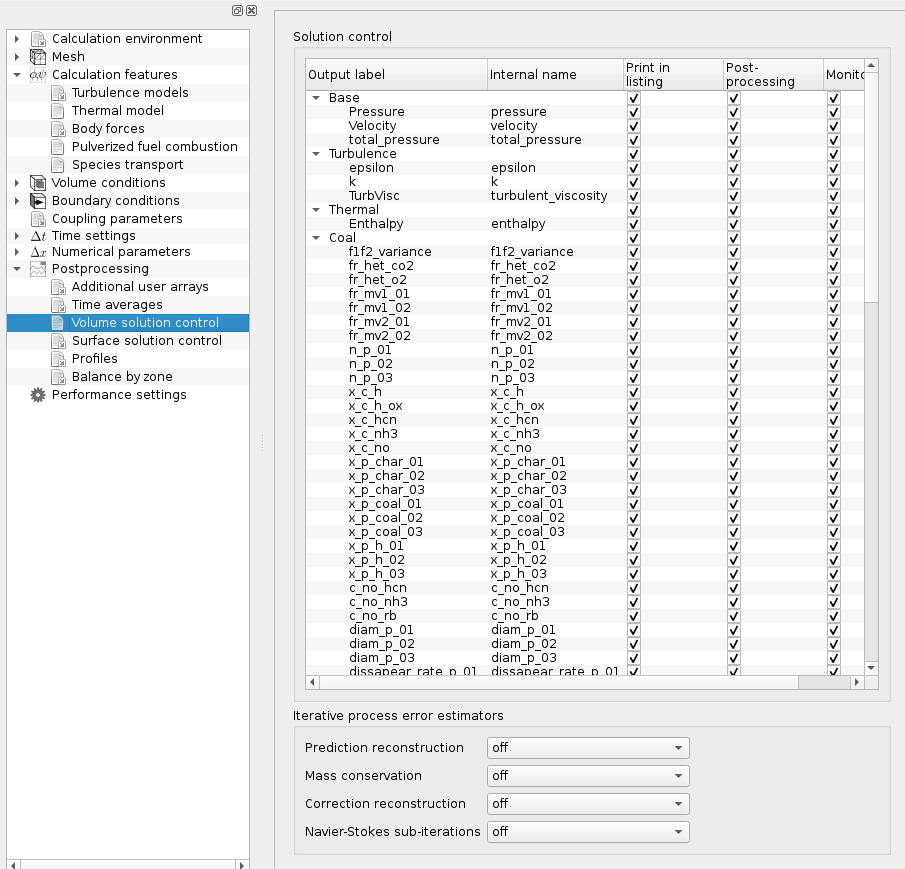 Calculation environment
Mesh
Calculation features
Turbulence models
Thermal model
Body forces
Pulverized fuel combustion
Species transport
Volume conditions
Boundary conditions
Coupling parameters
Δt Time settings
Δx Numerical parameters
Postprocessing
Additional user arrays
Time averages
Volume solution control
Surface solution control
Profiles
Balance by zone
Performance settings
Solution control
Output label Internal name Print in listing Post-processing Monito
Base
Pressure pressure
Velocity velocity
total_pressure total_pressure
Turbulence
epsilon epsilon
k k
TurbVisc turbulent_viscosity
Thermal
Enthalpy enthalpy
Coal
f1f2_variance f1f2_variance
fr_het_co2 fr_het_co2
fr_het_o2 fr_het_o2
fr_mv1_01 fr_mv1_01
fr_mv1_02 fr_mv1_02
fr_mv2_01 fr_mv2_01
fr_mv2_02 fr_mv2_02
n_p_01 n_p_01
n_p_02 n_p_02
n_p_03 n_p_03
x_c_h x_c_h
x_c_h_ox x_c_h_ox
x_c_hcn x_c_hcn
x_c_nh3 x_c_nh3
x_c_no x_c_no
x_p_char_01 x_p_char_01
x_p_char_02 x_p_char_02
x_p_char_03 x_p_char_03
x_p_coal_01 x_p_coal_01
x_p_coal_02 x_p_coal_02
x_p_coal_03 x_p_coal_03
x_p_h_01 x_p_h_01
x_p_h_02 x_p_h_02
x_p_h_03 x_p_h_03
c_no_hcn c_no_hcn
c_no_nh3 c_no_nh3
c_no_rb c_no_rb
diam_p_01 diam_p_01
diam_p_02 diam_p_02
diam_p_03 diam_p_03
dissapear_rate_p_01 dissapear_rate_p_01
Iterative process error estimators
Prediction reconstruction off
Mass conservation off
Correction reconstruction off
Navier-Stokes sub-iterations off